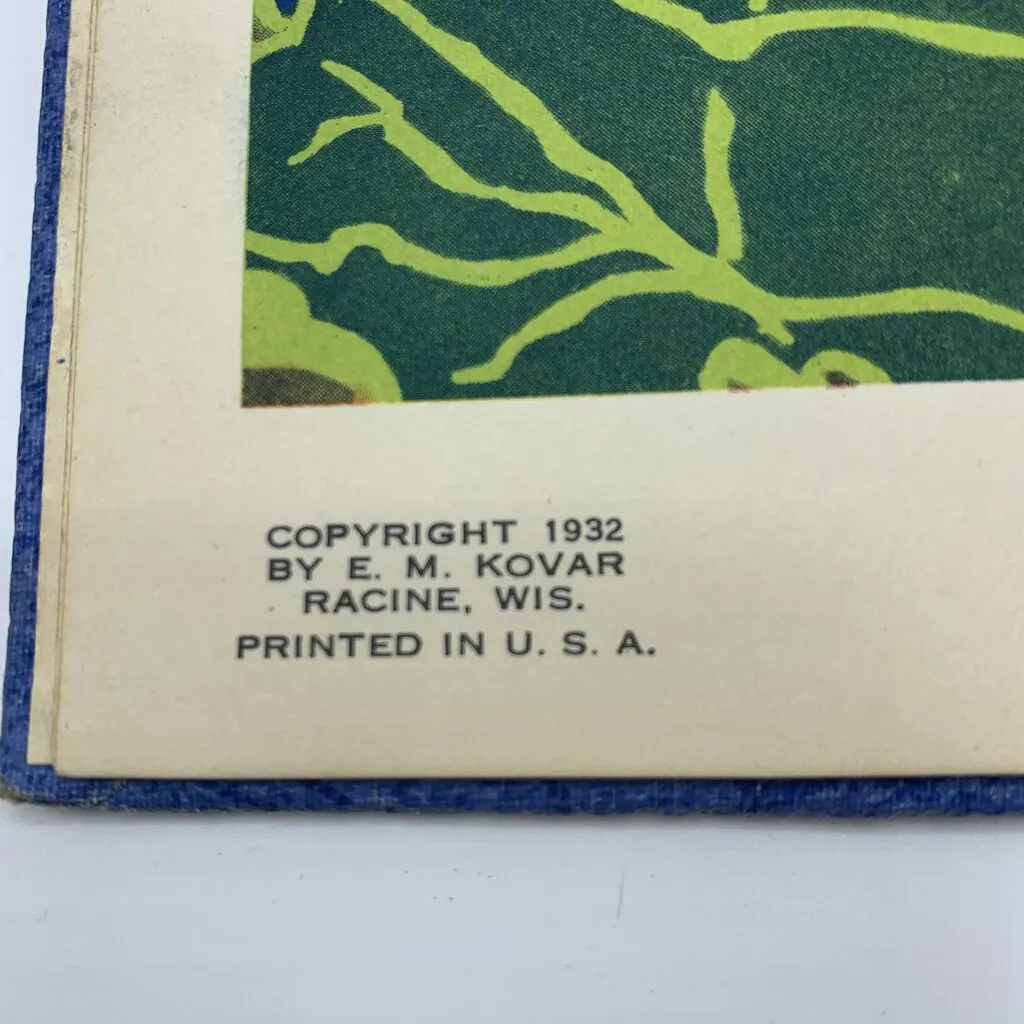 COPYRIGHT 1932
BY E. M. KOVAR
RACINE, WIS.
PRINTED IN U. S. A.